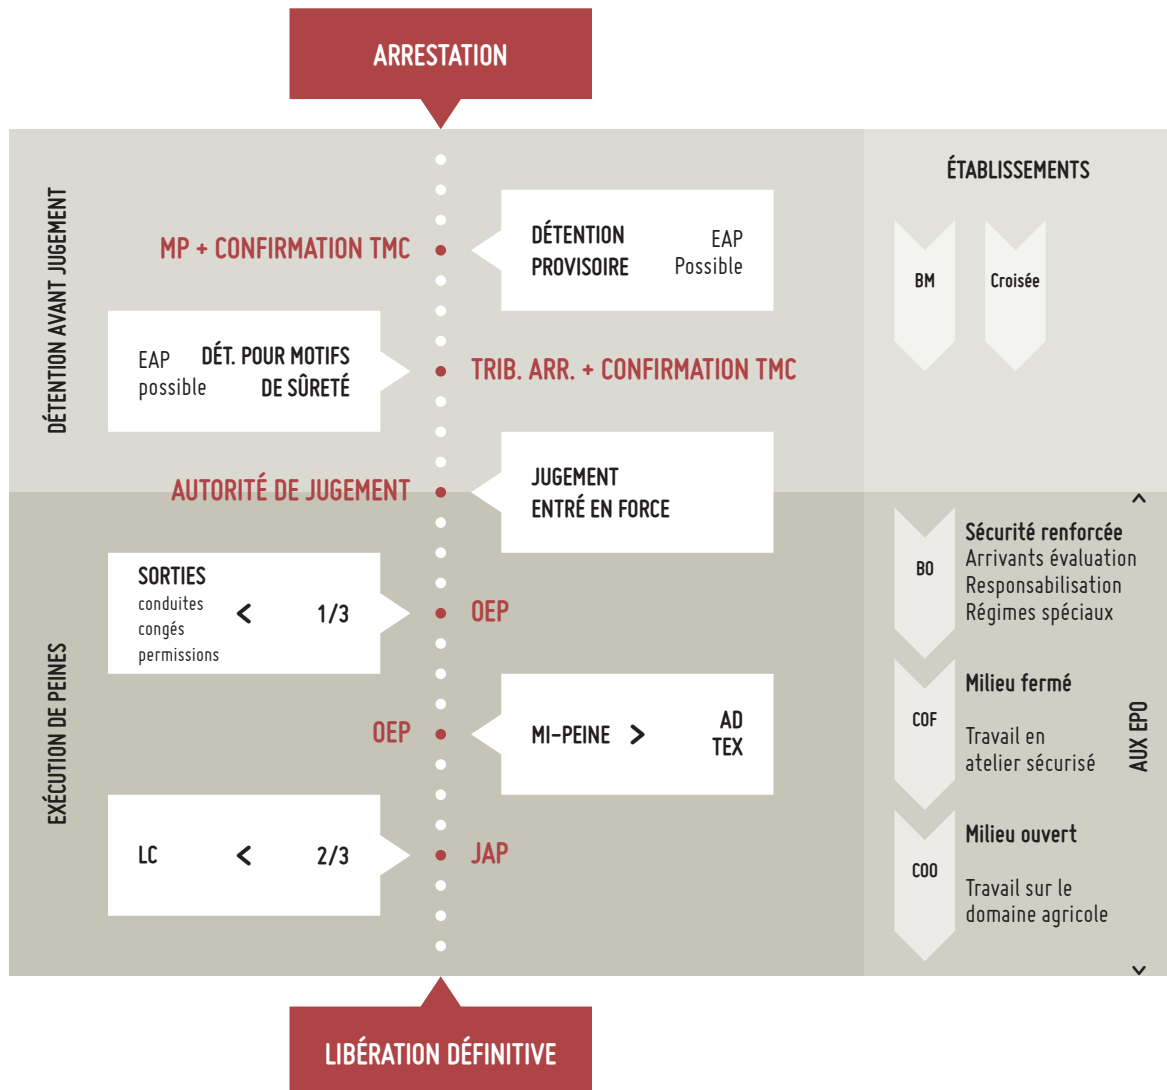 ARRESTATION
DÉTENTION AVANT JUGEMENT
MP + CONFIRMATION TMC
DÉTENTION
PROVISOIRE
EAP
Possible
EAP
possible
DÉT. POUR MOTIFS
DE SÛRETÉ
TRIB. ARR. + CONFIRMATION TMC
AUTORITÉ DE JUGEMENT
JUGEMENT
ENTRÉ EN FORCE
EXÉCUTION DE PEINES
SORTIES
conduites
congés
permissions
< 1/3
OEP
OEP
MI-PEINE >
AD
TEX
LC < 2/3
JAP
ÉTABLISSEMENTS
BM
Croisée
BO
Sécurité renforcée
Arrivants évaluation
Responsabilisation
Régimes spéciaux
COF
Milieu fermé
Travail en
atelier sécurisé
COO
Milieu ouvert
Travail sur le
domaine agricole
< AUX EPO >
LIBÉRATION DÉFINITIVE